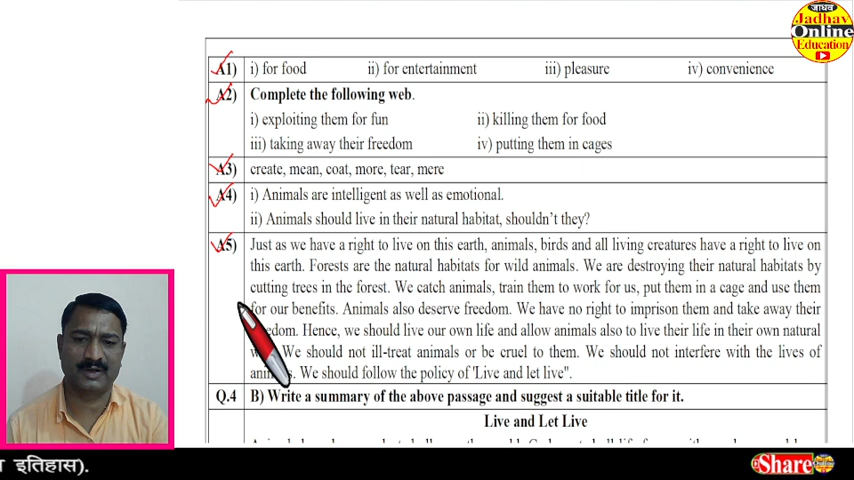 जाधव
Jadhav
Online
Education
A1) i) for food ii) for entertainment iii) pleasure iv) convenience
A2) Complete the following web.
i) exploiting them for fun ii) killing them for food
iii) taking away their freedom iv) putting them in cages
A3) create, mean, coat, more, tear, mere
A4) i) Animals are intelligent as well as emotional.
ii) Animals should live in their natural habitat, shouldn't they?
A5) Just as we have a right to live on this earth, animals, birds and all living creatures have a right to live on
this earth. Forests are the natural habitats for wild animals. We are destroying their natural habitats by
cutting trees in the forest. We catch animals, train them to work for us, put them in a cage and use them
for our benefits. Animals also deserve freedom. We have no right to imprison them and take away their
Hence, we should live our own life and allow animals also to live their life in their own natural
We should not ill-treat animals or be cruel to them. We should not interfere with the lives of
We should follow the policy of 'Live and let live".
Q.4 B) Write a summary of the above passage and suggest a suitable title for it.
Live and Let Live
इतिहास).
Share